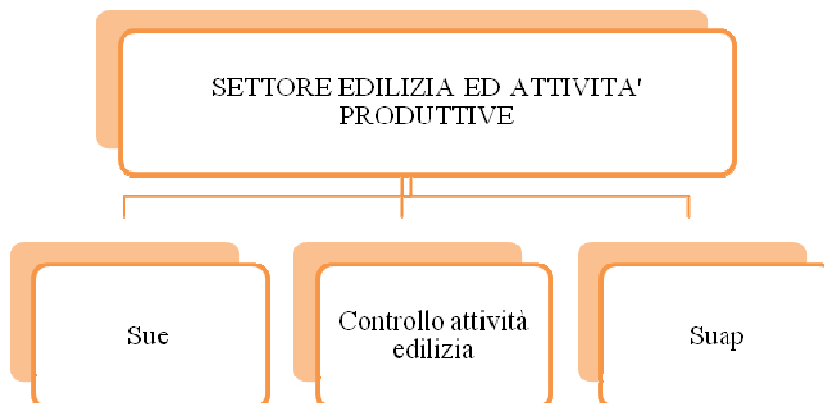 SETTORE EDILIZIA ED ATTIVITA'
PRODUTTIVE
Sue
Controllo attività
edilizia
Suap